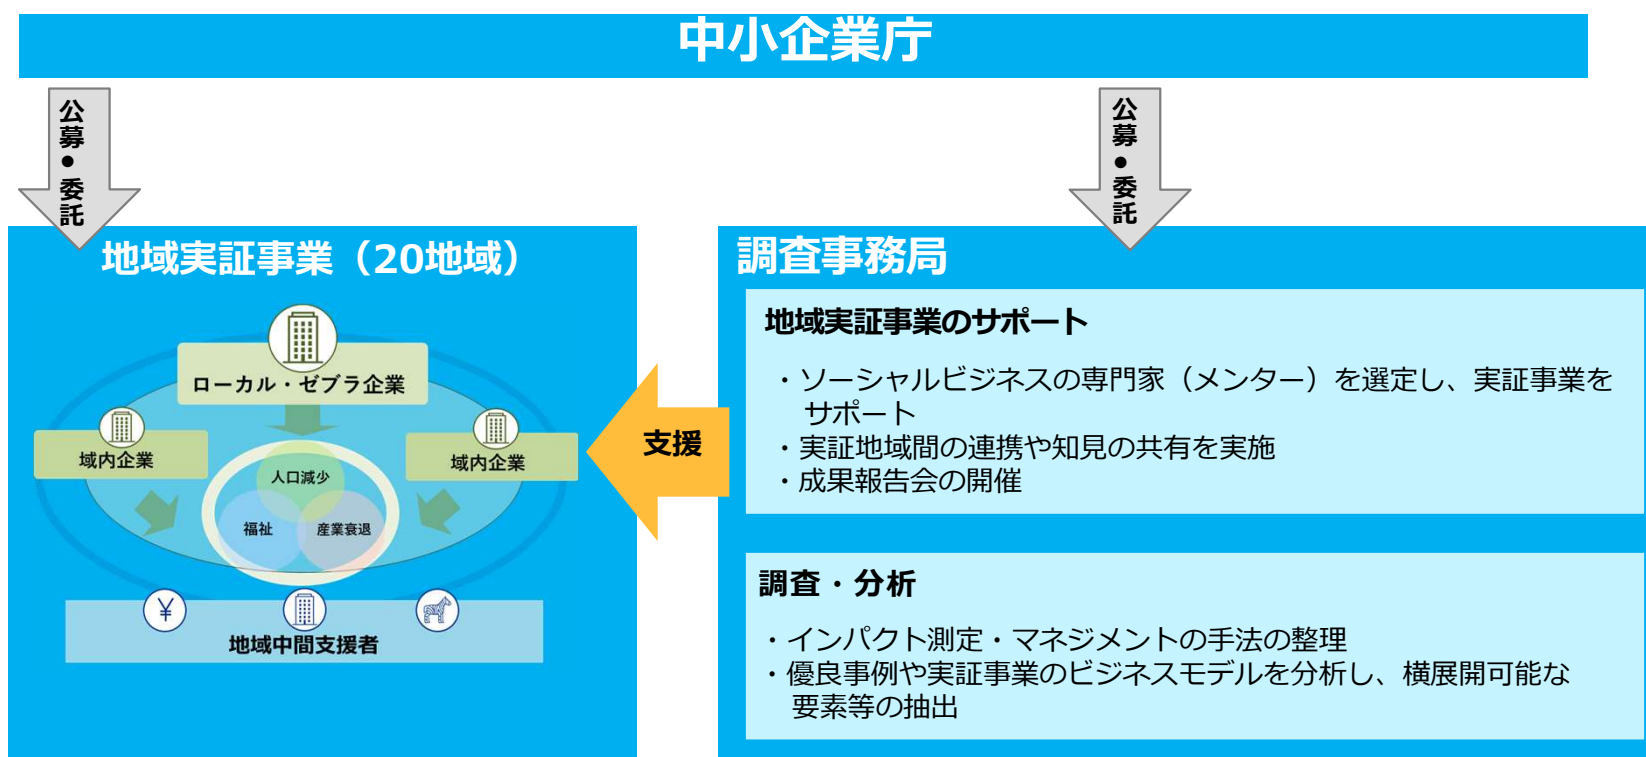 中小企業庁
公募・委託
公募・委託
地域実証事業（20地域）
ローカル・ゼブラ企業
域内企業
域内企業
人口減少
福祉
産業衰退
¥
地域中間支援者
支援
調査事務局
地域実証事業のサポート
・ソーシャルビジネスの専門家（メンター）を選定し、実証事業を
サポート
・実証地域間の連携や知見の共有を実施
・成果報告会の開催
調査・分析
・インパクト測定・マネジメントの手法の整理
・優良事例や実証事業のビジネスモデルを分析し、横展開可能な
要素等の抽出